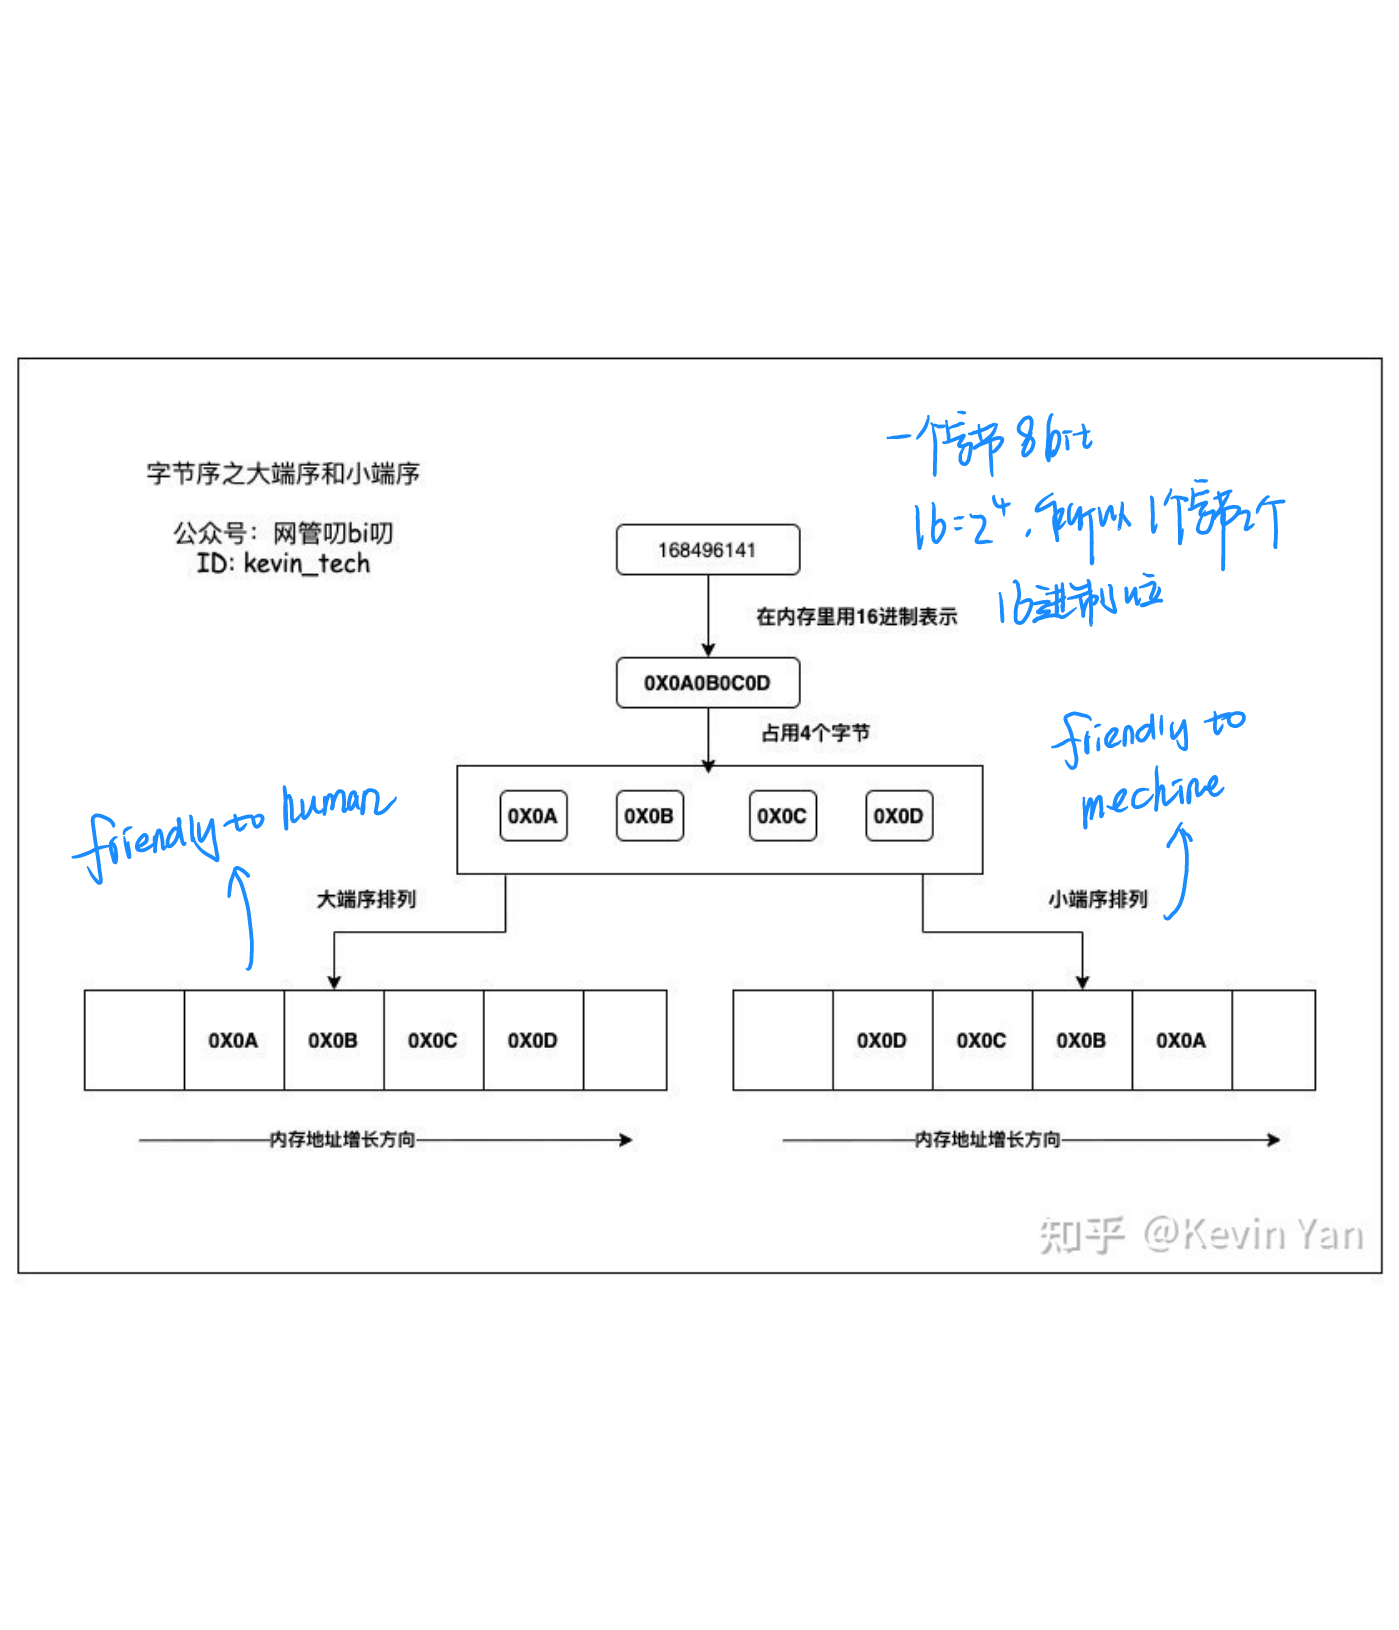 一个字节 8bit
字节序之大端序和小端序
16=2⁴，所以 1个字节2个
公众号：网管叨bi叨
168496141
ID: kevin_tech
16进制位
在内存里用16进制表示
0X0A0B0C0D
friendly to
占用4个字节
mechine
friendly to human
0X0A 0X0B 0X0C 0X0D
大端序排列
小端序排列
0X0A 0X0B 0X0C 0X0D
0X0D 0X0C 0X0B 0X0A
内存地址增长方向
内存地址增长方向
知乎 @Kevin Yan